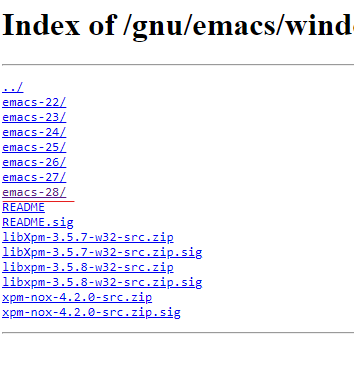 Index of /gnu/emacs/wind
../
emacs-22/
emacs-23/
emacs-24/
emacs-25/
emacs-26/
emacs-27/
emacs-28/
README
README.sig
libXpm-3.5.7-w32-src.zip
libXpm-3.5.7-w32-src.zip.sig
libxpm-3.5.8-w32-src.zip
libxpm-3.5.8-w32-src.zip.sig
xpm-nox-4.2.0-src.zip
xpm-nox-4.2.0-src.zip.sig